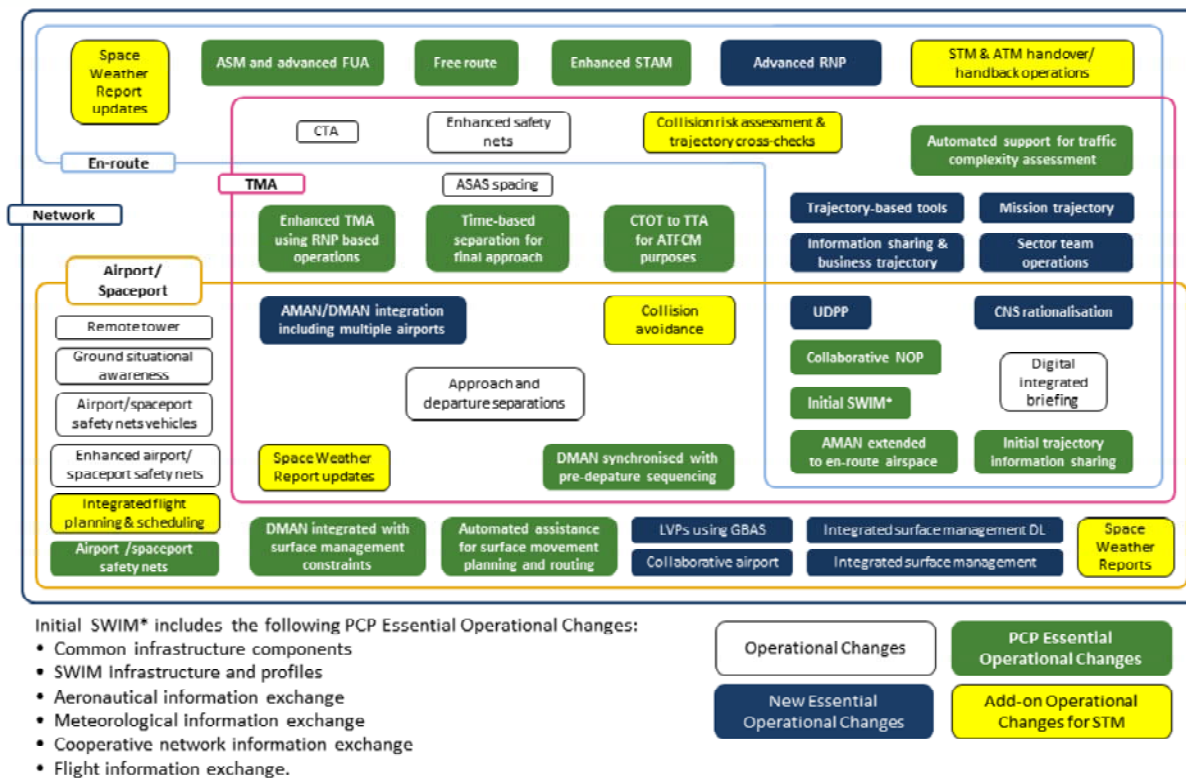 Space
Weather
Report
updates
ASM and advanced FUA
Free route
Enhanced STAM
Advanced RNP
STM & ATM handover/
handback operations
CTA
Enhanced safety
nets
Collision risk assessment &
trajectory cross-checks
Automated support for traffic
complexity assessment
En-route
TMA
ASAS spacing
Network
Enhanced TMA
using RNP based
operations
Time-based
separation for
final approach
CTOT to TTA
for ATFCM
purposes
Trajectory-based tools
Mission trajectory
Information sharing &
business trajectory
Sector team
operations
Airport/
Spaceport
Remote tower
Ground situational
awareness
Airport/spaceport
safety nets vehicles
Enhanced airport/
spaceport safety nets
Integrated flight
planning & scheduling
Airport /spaceport
safety nets
AMAN/DMAN integration
including multiple airports
Collision
avoidance
UDPP
CNS rationalisation
Collaborative NOP
Approach and
departure separations
Digital
integrated
briefing
Initial SWIM*
Space Weather
Report updates
DMAN synchronised with
pre-depature sequencing
AMAN extended
to en-route airspace
Initial trajectory
information sharing
DMAN integrated with
surface management
constraints
Automated assistance
for surface movement
planning and routing
LVPs using GBAS
Collaborative airport
Integrated surface management DL
Integrated surface management
Space
Weather
Reports
Initial SWIM* includes the following PCP Essential Operational Changes:
• Common infrastructure components
• SWIM Infrastructure and profiles
• Aeronautical information exchange
• Meteorological information exchange
• Cooperative network information exchange
• Flight information exchange.
Operational Changes
PCP Essential
Operational Changes
New Essential
Operational Changes
Add-on Operational
Changes for STM